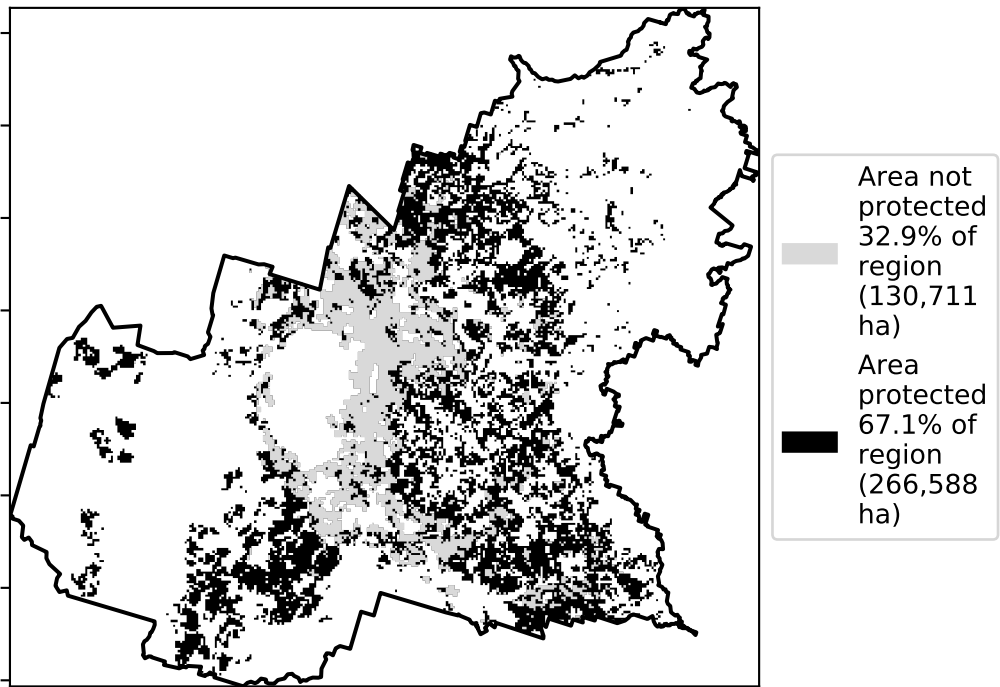 Area not
protected
32.9% of
region
(130,711
ha)
Area
protected
67.1% of
region
(266,588
ha)